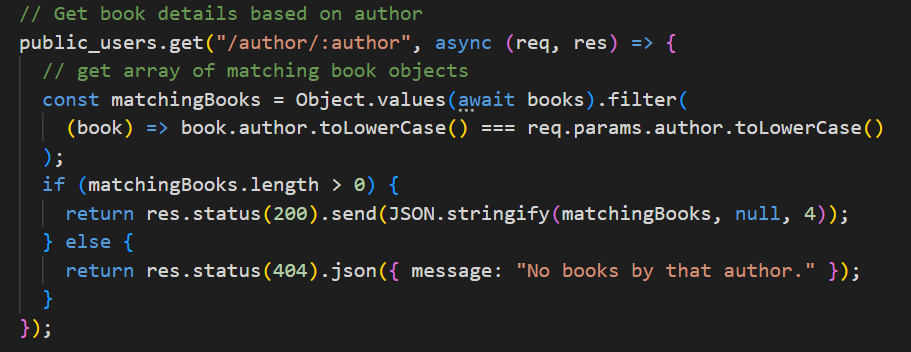 // Get book details based on author
public_users.get("/author/:author", async (req, res) => {
  // get array of matching book objects
  const matchingBooks = Object.values(await books).filter(
    (book) => book.author.toLowerCase() === req.params.author.toLowerCase()
  );
  if (matchingBooks.length > 0) {
    return res.status(200).send(JSON.stringify(matchingBooks, null, 4));
  } else {
    return res.status(404).json({ message: "No books by that author." });
  }
});